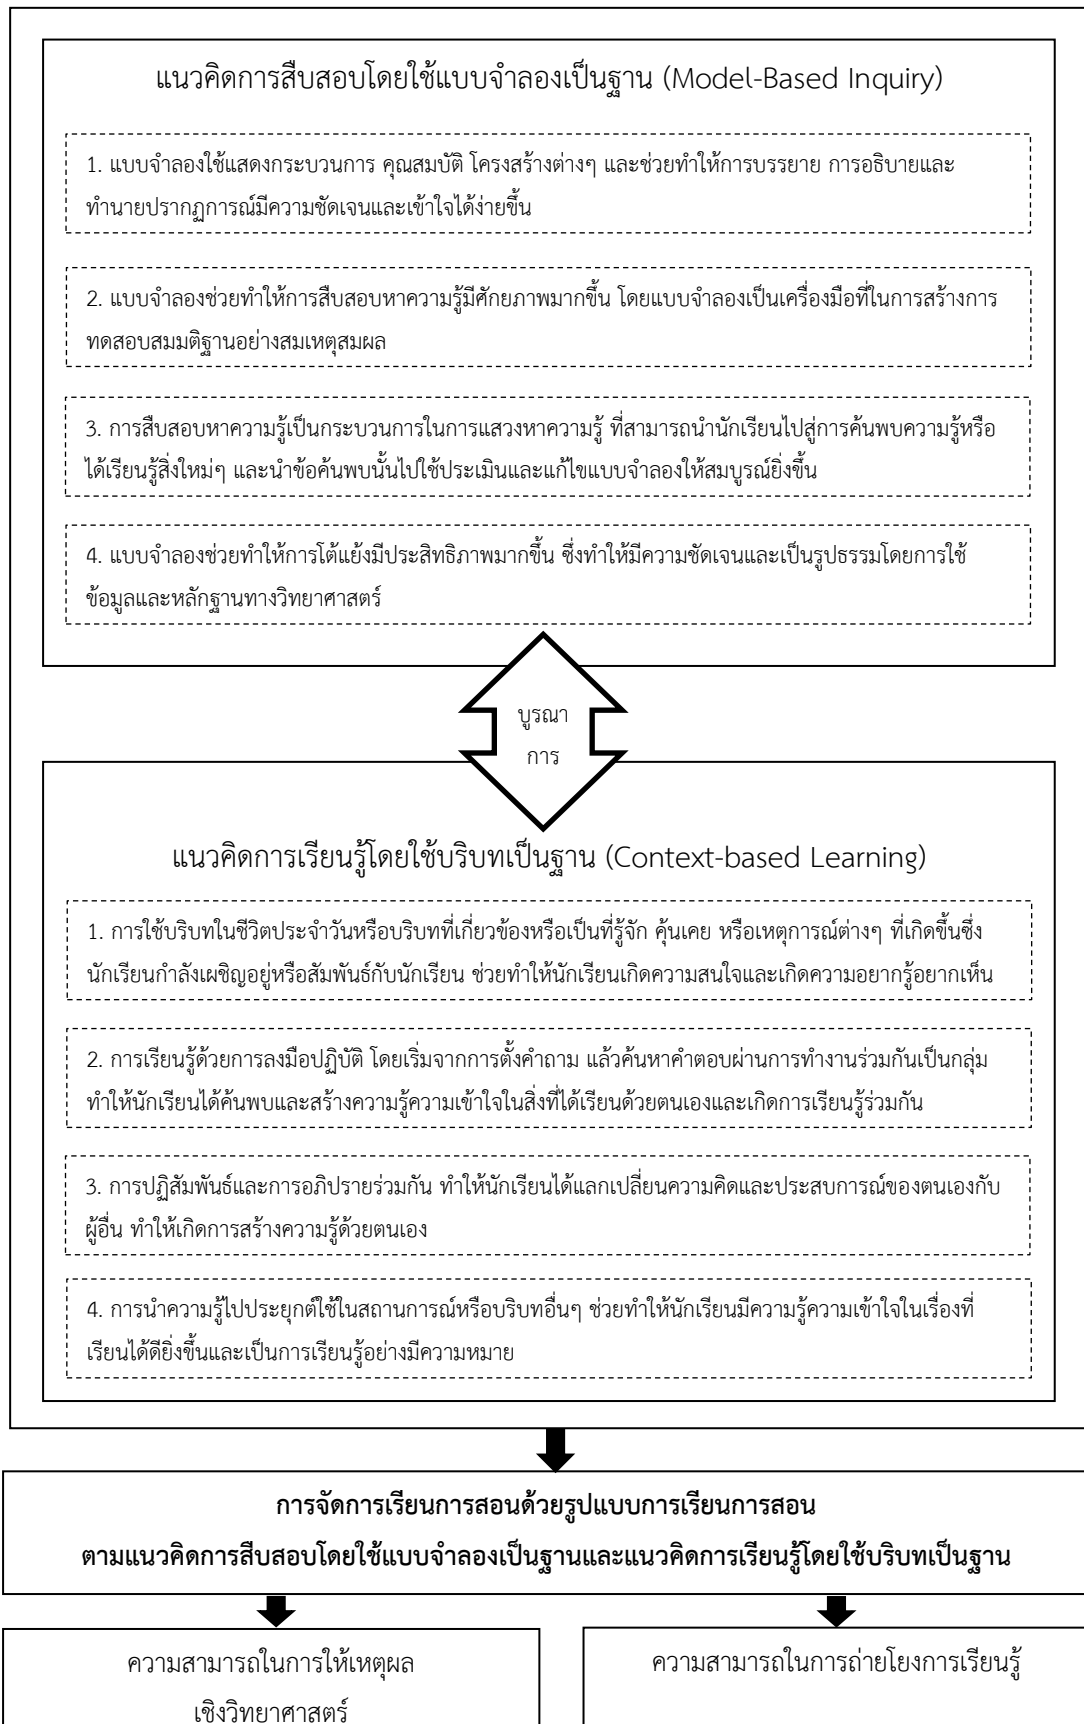 แนวคิดการสืบสอบโดยใช้แบบจำลองเป็นฐาน (Model-Based Inquiry)
1. แบบจำลองใช้แสดงกระบวนการ คุณสมบัติ โครงสร้างต่างๆ และช่วยทำให้การบรรยาย การอธิบายและ
ทำนายปรากฏการณ์มีความชัดเจนและเข้าใจได้ง่ายขึ้น
2. แบบจำลองช่วยทำให้การสืบสอบหาความรู้มีศักยภาพมากขึ้น โดยแบบจำลองเป็นเครื่องมือที่ในการสร้างการ
ทดสอบสมมติฐานอย่างสมเหตุสมผล
3. การสืบสอบหาความรู้เป็นกระบวนการในการแสวงหาความรู้ ที่สามารถนำนักเรียนไปสู่การค้นพบความรู้หรือ
ได้เรียนรู้สิ่งใหม่ๆ และนำข้อค้นพบนั้นไปใช้ประเมินและแก้ไขแบบจำลองให้สมบูรณ์ยิ่งขึ้น
4. แบบจำลองช่วยทำให้การโต้แย้งมีประสิทธิภาพมากขึ้น ซึ่งทำให้มีความชัดเจนและเป็นรูปธรรมโดยการใช้
ข้อมูลและหลักฐานทางวิทยาศาสตร์
บูรณา
การ
แนวคิดการเรียนรู้โดยใช้บริบทเป็นฐาน (Context-based Learning)
1. การใช้บริบทในชีวิตประจำวันหรือบริบทที่เกี่ยวข้องหรือเป็นที่รู้จัก คุ้นเคย หรือเหตุการณ์ต่างๆ ที่เกิดขึ้นซึ่ง
นักเรียนกำลังเผชิญอยู่หรือสัมพันธ์กับนักเรียน ช่วยทำให้นักเรียนเกิดความสนใจและเกิดความอยากรู้อยากเห็น
2. การเรียนรู้ด้วยการลงมือปฏิบัติ โดยเริ่มจากการตั้งคำถาม แล้วค้นหาคำตอบผ่านการทำงานร่วมกันเป็นกลุ่ม
ทำให้นักเรียนได้ค้นพบและสร้างความรู้ความเข้าใจในสิ่งที่ได้เรียนด้วยตนเองและเกิดการเรียนรู้ร่วมกัน
3. การปฏิสัมพันธ์และการอภิปรายร่วมกัน ทำให้นักเรียนได้แลกเปลี่ยนความคิดและประสบการณ์ของตนเองกับ
ผู้อื่น ทำให้เกิดการสร้างความรู้ด้วยตนเอง
4. การนำความรู้ไปประยุกต์ใช้ในสถานการณ์หรือบริบทอื่นๆ ช่วยทำให้นักเรียนมีความรู้ความเข้าใจในเรื่องที่
เรียนได้ดียิ่งขึ้นและเป็นการเรียนรู้อย่างมีความหมาย
การจัดการเรียนการสอนด้วยรูปแบบการเรียนการสอน
ตามแนวคิดการสืบสอบโดยใช้แบบจำลองเป็นฐานและแนวคิดการเรียนรู้โดยใช้บริบทเป็นฐาน
ความสามารถในการให้เหตุผล
เชิงวิทยาศาสตร์
ความสามารถในการถ่ายโยงการเรียนรู้